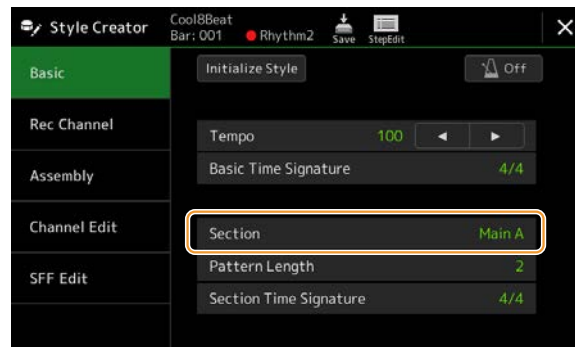 Style Creator
Cool8Beat
Bar: 001 Rhythm2
Save
StepEdit
Basic
Initialize Style
Off
Rec Channel
Tempo 100
Assembly
Basic Time Signature 4/4
Channel Edit
Section Main A
Pattern Length 2
SFF Edit
Section Time Signature 4/4